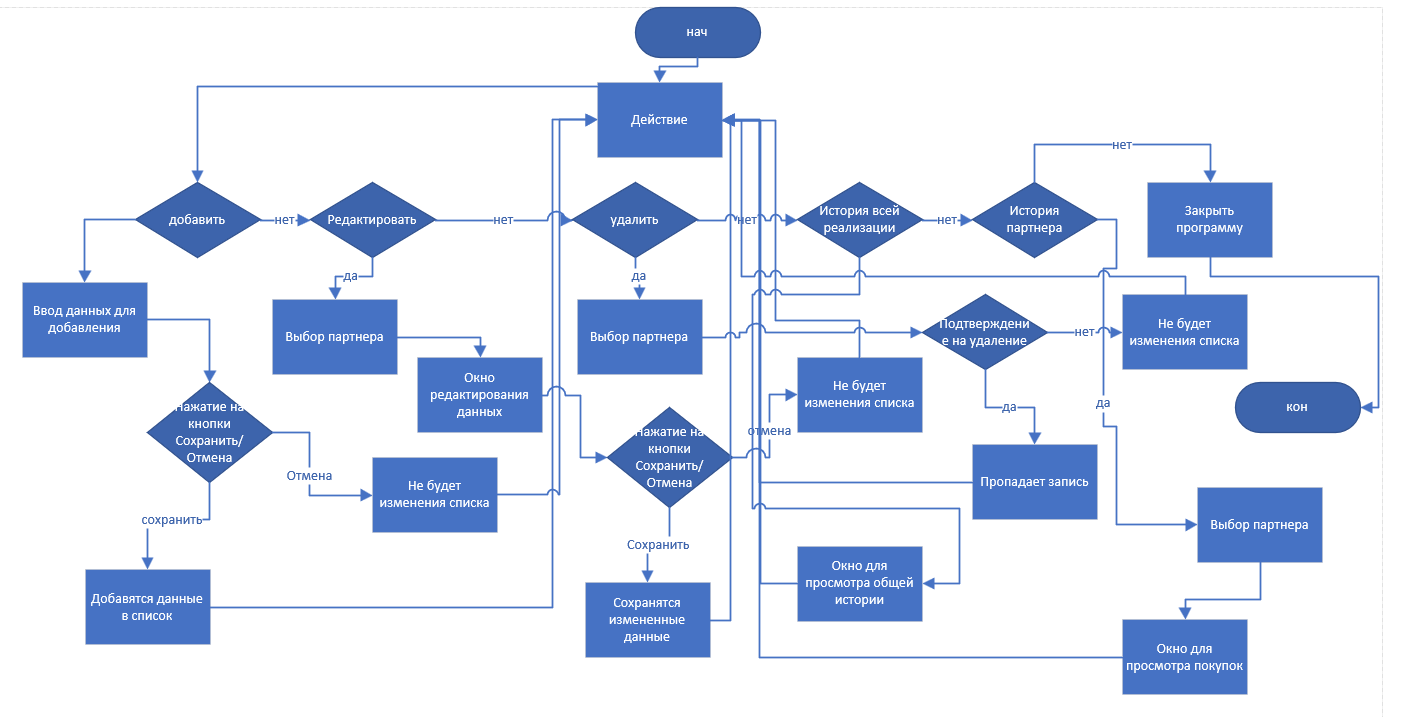 нач
Действие
нет
добавить
нет
Редактировать
нет
удалить
нет
История всей
реализации
нет
История
партнера
Закрыть
программу
да
да
Ввод данных для
добавления
Выбор партнера
Выбор партнера
Подтверждени
е на удаление
нет
Не будет
изменения списка
Окно
редактирования
данных
Не будет
изменения списка
да
да
кон
Нажатие на
кнопки
Сохранить/
Отмена
Нажатие на
кнопки
Сохранить/
Отмена
отмена
Отмена
Не будет
изменения списка
Пропадает запись
сохранить
Выбор партнера
Сохранить
Окно для
просмотра общей
истории
Добавятся данные
в список
Сохранятся
измененные
данные
Окно для
просмотра покупок